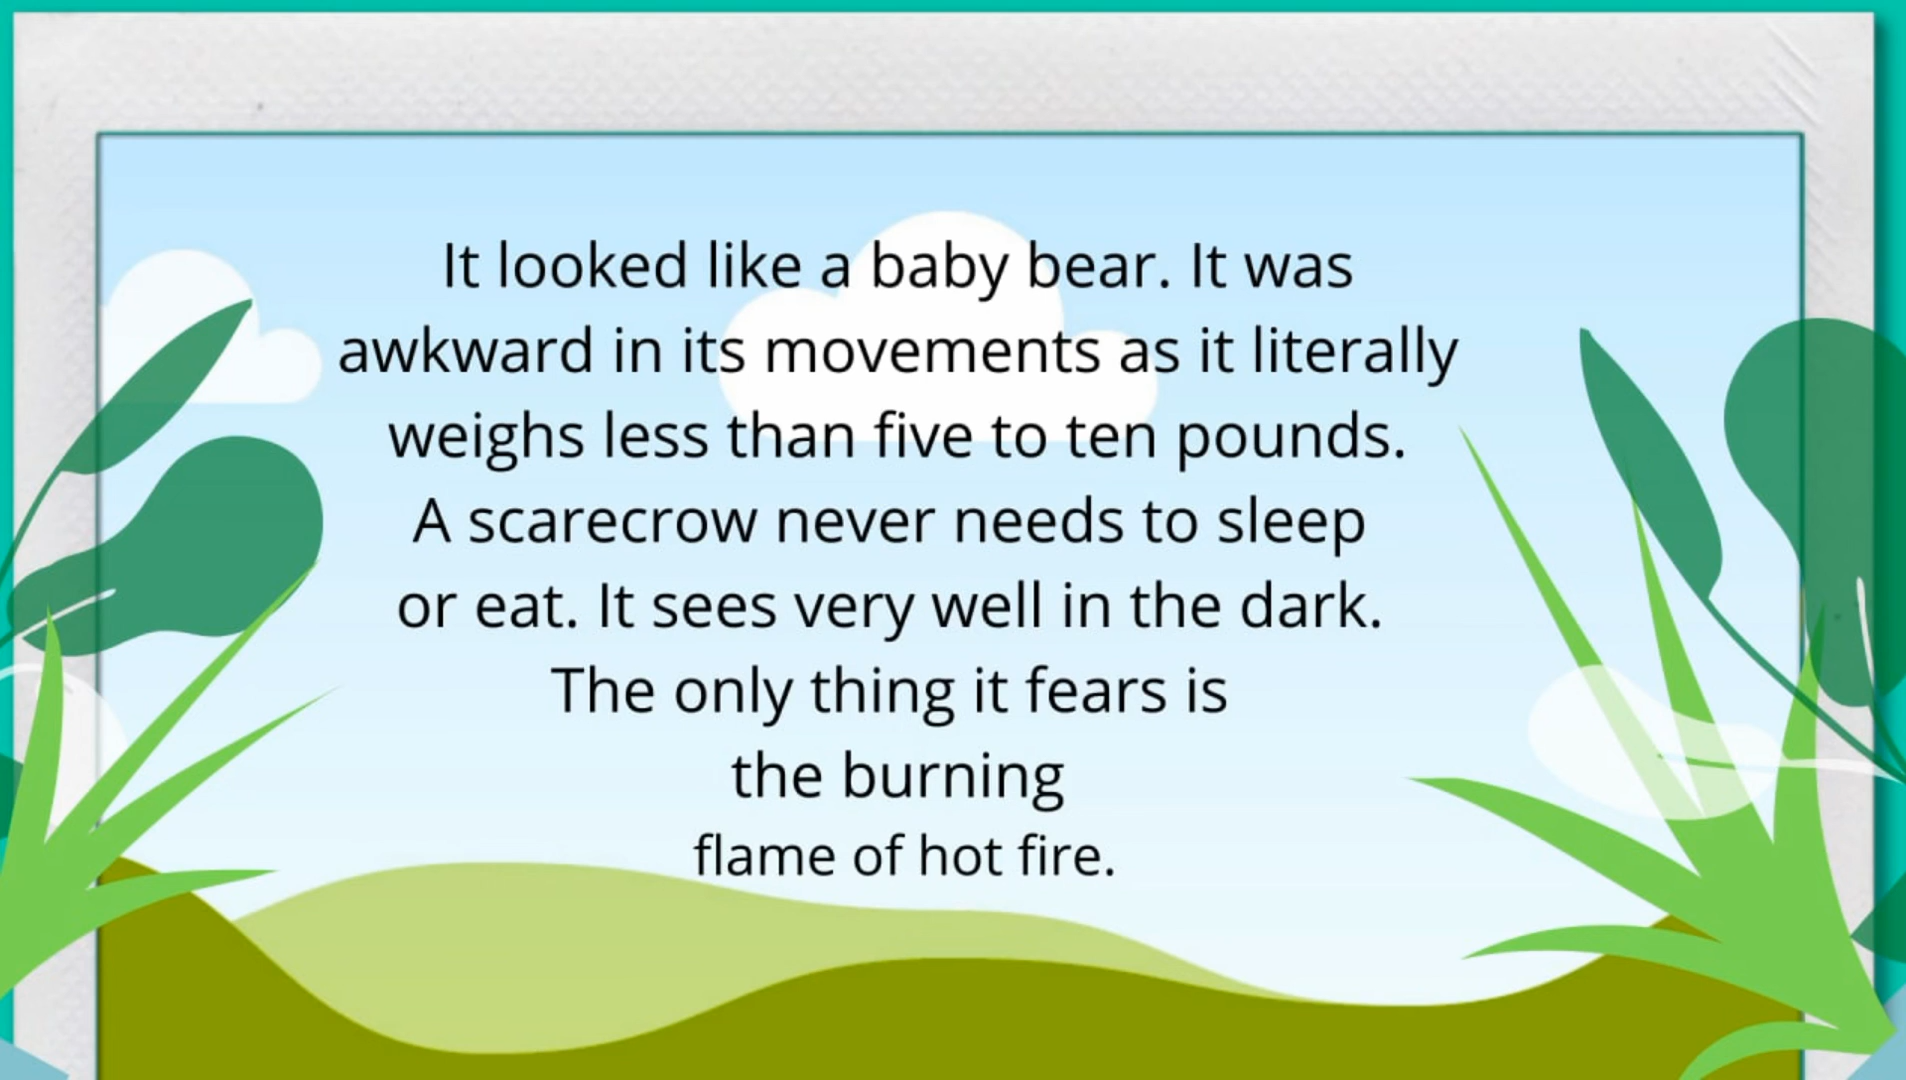 It looked like a baby bear. It was
awkward in its movements as it literally
weighs less than five to ten pounds.
A scarecrow never needs to sleep
or eat. It sees very well in the dark.
The only thing it fears is
the burning
flame of hot fire.